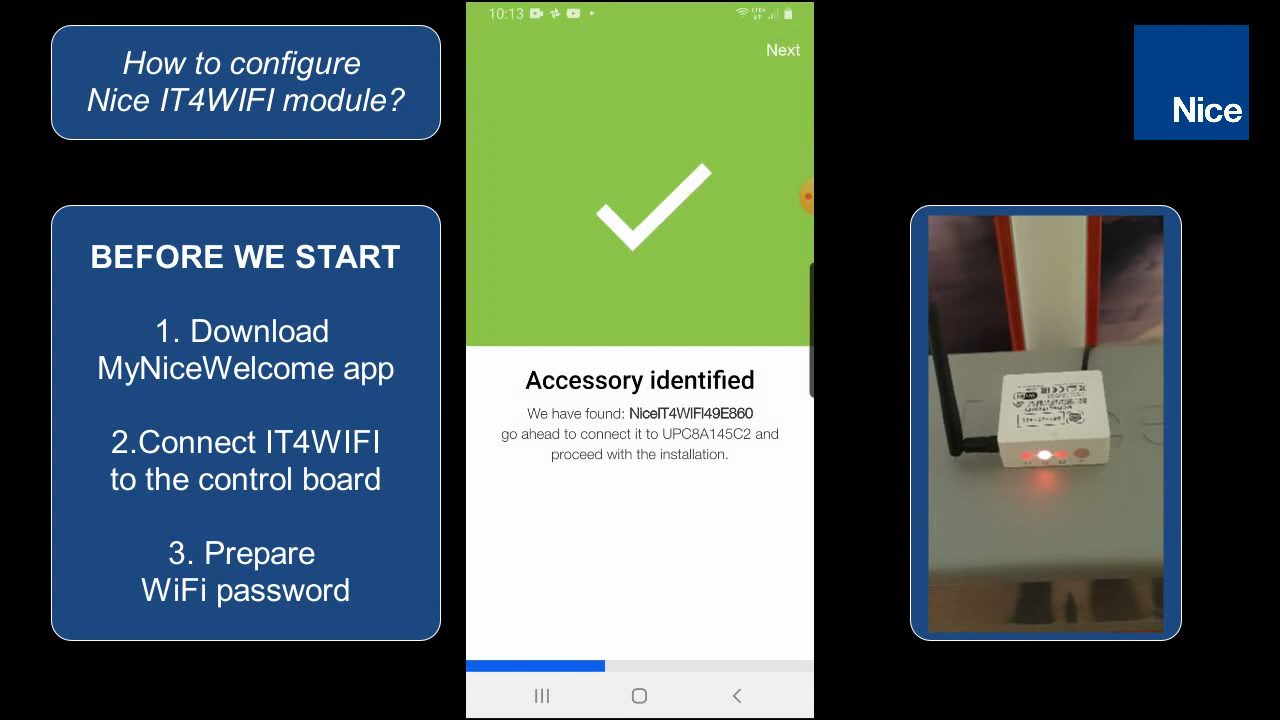 How to configure
Nice IT4WIFI module?
BEFORE WE START
1. Download
MyNiceWelcome app
2.Connect IT4WIFI
to the control board
3. Prepare
WiFi password
10:13
Next
Accessory identified
We have found: NiceIT4WIFI49E860
go ahead to connect it to UPC8A145C2 and
proceed with the installation.
Nice